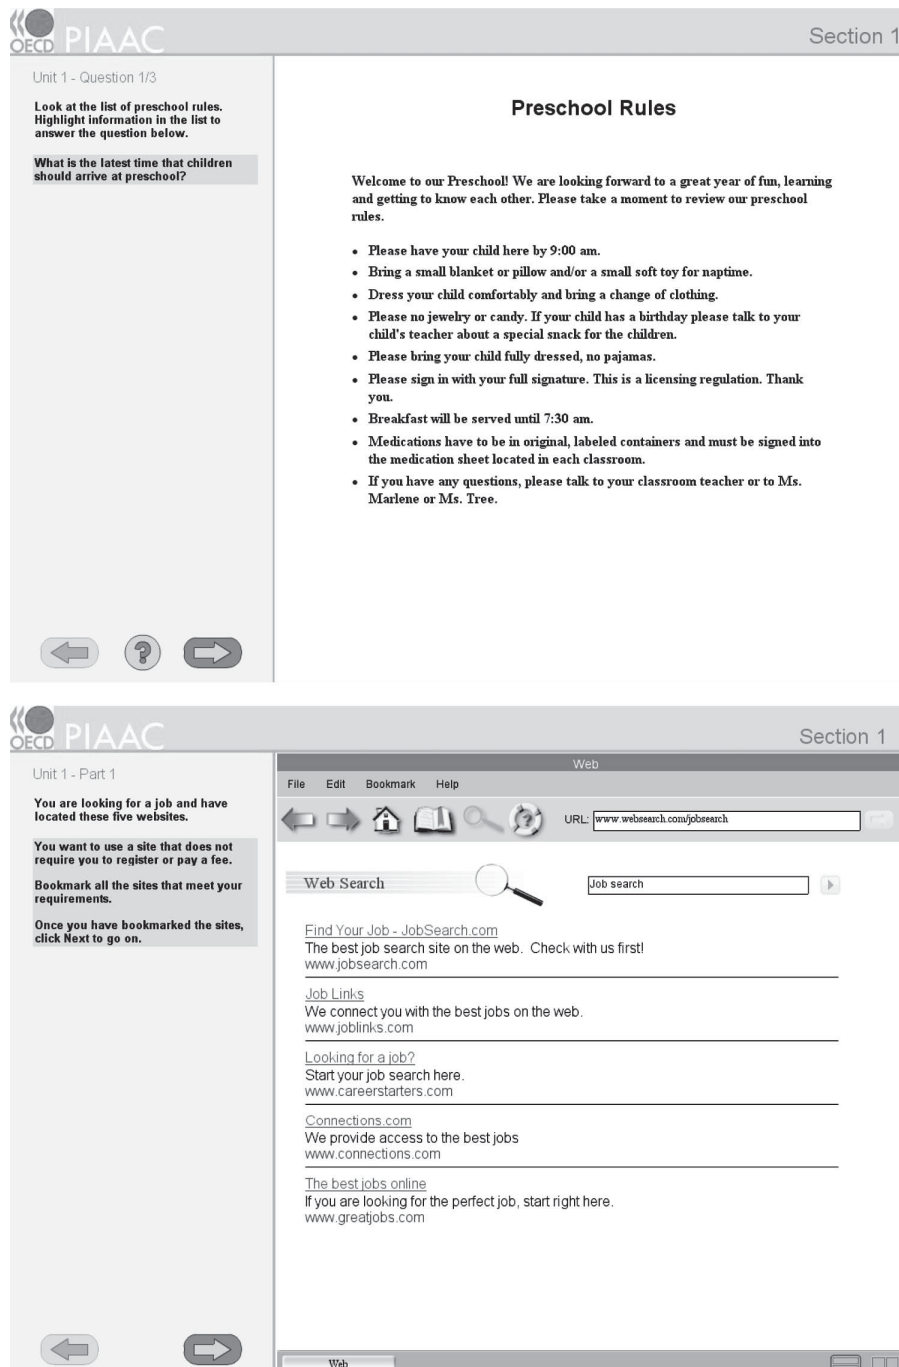 OECD PIAAC
Section 1
Unit 1 - Question 1/3
Look at the list of preschool rules.
Highlight information in the list to
answer the question below.
What is the latest time that children
should arrive at preschool?
Preschool Rules
Welcome to our Preschool! We are looking forward to a great year of fun, learning
and getting to know each other. Please take a moment to review our preschool
rules.
• Please have your child here by 9:00 am.
• Bring a small blanket or pillow and/or a small soft toy for naptime.
• Dress your child comfortably and bring a change of clothing.
• Please no jewelry or candy. If your child has a birthday please talk to your
child's teacher about a special snack for the children.
• Please bring your child fully dressed, no pajamas.
• Please sign in with your full signature. This is a licensing regulation. Thank
you.
• Breakfast will be served until 7:30 am.
• Medications have to be in original, labeled containers and must be signed into
the medication sheet located in each classroom.
• If you have any questions, please talk to your classroom teacher or to Ms.
Marlene or Ms. Tree.
?
OECD PIAAC
Section 1
Unit 1 - Part 1
You are looking for a job and have
located these five websites.
You want to use a site that does not
require you to register or pay a fee.
Bookmark all the sites that meet your
requirements.
Once you have bookmarked the sites,
click Next to go on.
Web
File Edit Bookmark Help
? URL: www.websearch.com/jobsearch
Web Search Job search
Find Your Job - JobSearch.com
The best job search site on the web. Check with us first!
www.jobsearch.com
Job Links
We connect you with the best jobs on the web.
www.joblinks.com
Looking for a job?
Start your job search here.
www.careerstarters.com
Connections.com
We provide access to the best jobs
www.connections.com
The best jobs online
If you are looking for the perfect job, start right here.
www.greatjobs.com
Web